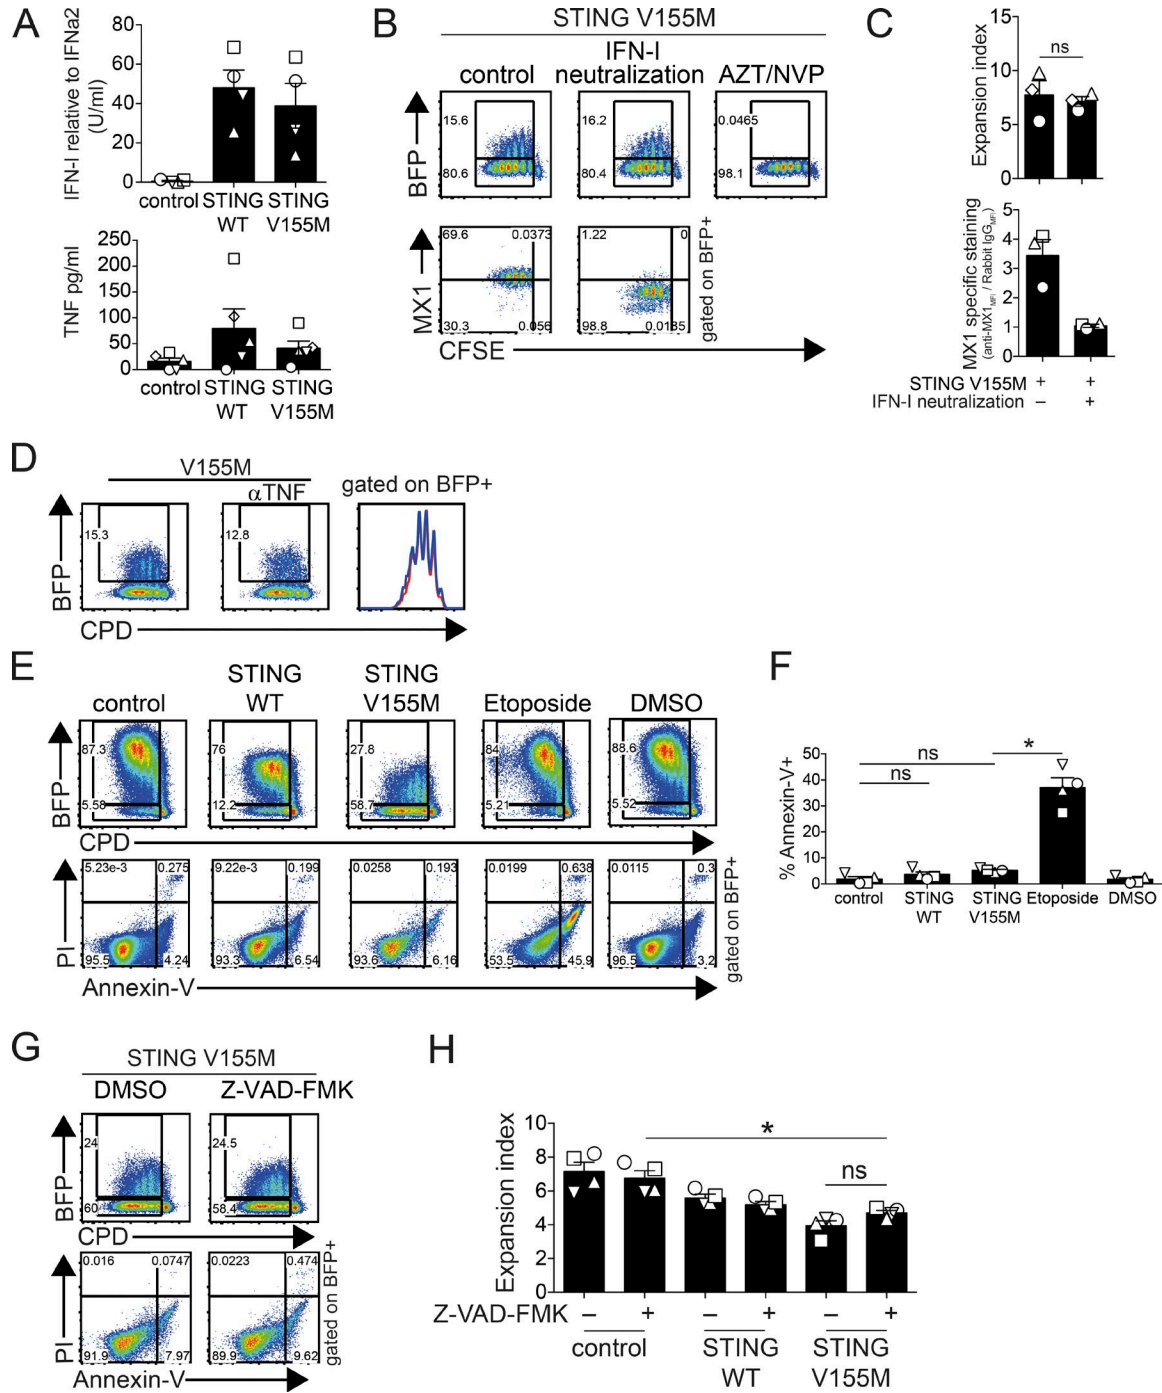 A
IFN-I relative to IFNa2
(U/ml)
80
60
40
20
0
control STING STING
WT V155M
TNF pg/ml
250
200
150
100
50
0
control STING STING
WT V155M
B
STING V155M
IFN-I
control neutralization AZT/NVP
BFP
15.6
80.6
16.2
80.4
0.0465
98.1
MX1
69.6 0.0373
30.3 0.056
1.22 0
98.8 0.0185
gated on BFP+
CFSE
C
Expansion index
15
10
5
0
ns
MX1 specific staining
(anti-MX1MFI / Rabbit IgGMFI)
5
4
3
2
1
0
STING V155M + +
IFN-I neutralization – +
D
V155M
αTNF
gated on BFP+
BFP
15.3
12.8
CPD
E
STING STING
control WT V155M Etoposide DMSO
BFP
87.3
5.58
76
12.2
27.8
58.7
84
5.21
88.6
5.52
CPD
PI
5.23e-3 0.275
95.5 4.24
9.22e-3 0.199
93.3 6.54
0.0258 0.193
93.6 6.16
0.0199 0.638
53.5 45.9
0.0115 0.3
96.5 3.2
gated on BFP+
Annexin-V
F
% Annexin-V+
50
40
30
20
10
0
ns
ns
*
control STING STING Etoposide DMSO
WT V155M
G
STING V155M
DMSO Z-VAD-FMK
BFP
24
60
24.5
58.4
CPD
PI
0.016 0.0747
91.9 7.97
0.0223 0.474
89.9 9.62
gated on BFP+
Annexin-V
H
Expansion index
10
8
6
4
2
0
*
ns
Z-VAD-FMK – + – + – +
control STING STING
WT V155M